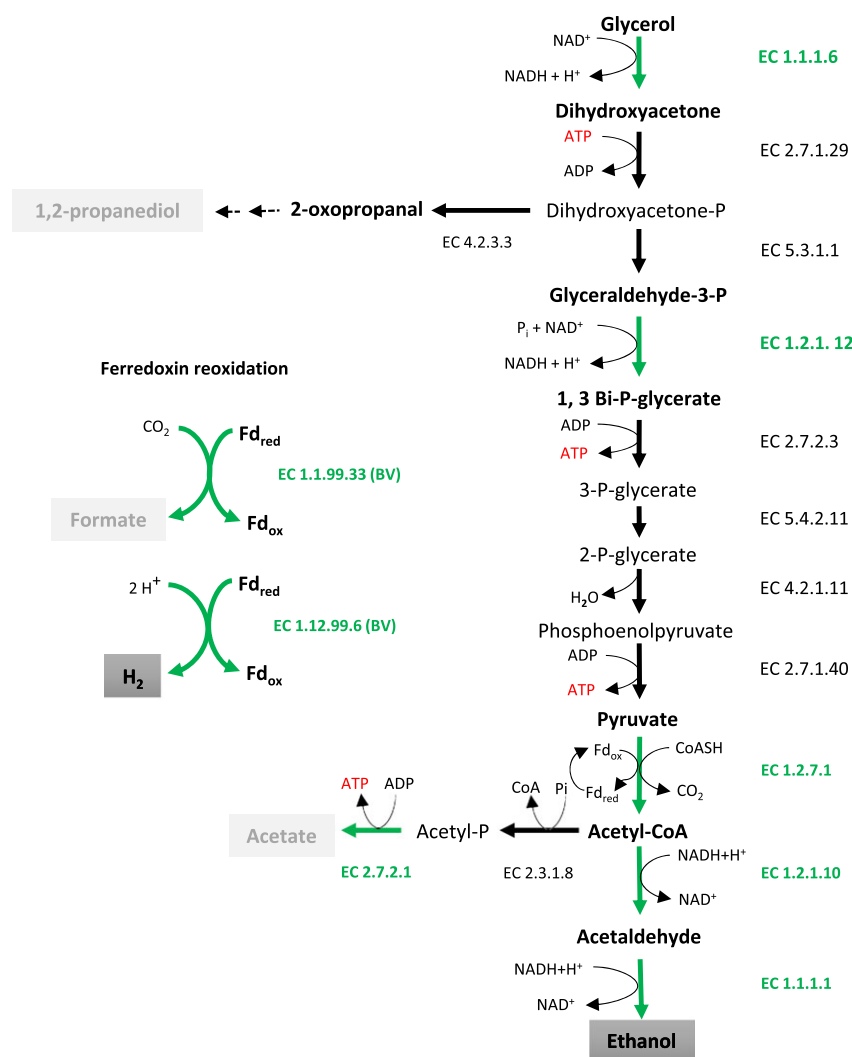 Glycerol
NAD⁺
EC 1.1.1.6
NADH + H⁺
Dihydroxyacetone
ATP
EC 2.7.1.29
ADP
1,2-propanediol
2-oxopropanal
Dihydroxyacetone-P
EC 4.2.3.3
EC 5.3.1.1
Glyceraldehyde-3-P
Pᵢ + NAD⁺
EC 1.2.1. 12
NADH + H⁺
Ferredoxin reoxidation
1, 3 Bi-P-glycerate
CO₂
Fd_red
ADP
EC 2.7.2.3
ATP
EC 1.1.99.33 (BV)
3-P-glycerate
Formate
Fd_ox
EC 5.4.2.11
2-P-glycerate
2 H⁺
Fd_red
H₂O
EC 4.2.1.11
EC 1.12.99.6 (BV)
Phosphoenolpyruvate
ADP
EC 2.7.1.40
H₂
Fd_ox
ATP
Pyruvate
Fd_ox
CoASH
EC 1.2.7.1
ATP
ADP
CoA
Pi
Fd_red
CO₂
Acetate
Acetyl-P
Acetyl-CoA
NADH+H⁺
EC 2.7.2.1
EC 2.3.1.8
EC 1.2.1.10
NAD⁺
Acetaldehyde
NADH+H⁺
EC 1.1.1.1
NAD⁺
Ethanol